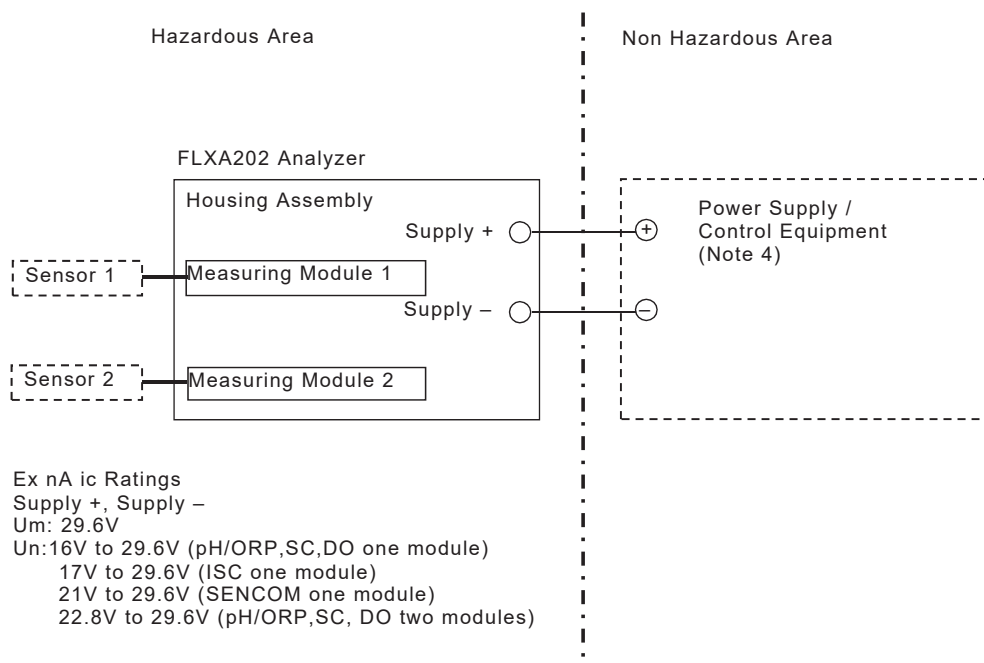 Hazardous Area
Non Hazardous Area
FLXA202 Analyzer
Housing Assembly
Supply +
+
Power Supply /
Control Equipment
(Note 4)
Sensor 1
Measuring Module 1
Supply –
–
Sensor 2
Measuring Module 2
Ex nA ic Ratings
Supply +, Supply –
Um: 29.6V
Un:16V to 29.6V (pH/ORP,SC,DO one module)
17V to 29.6V (ISC one module)
21V to 29.6V (SENCOM one module)
22.8V to 29.6V (pH/ORP,SC, DO two modules)